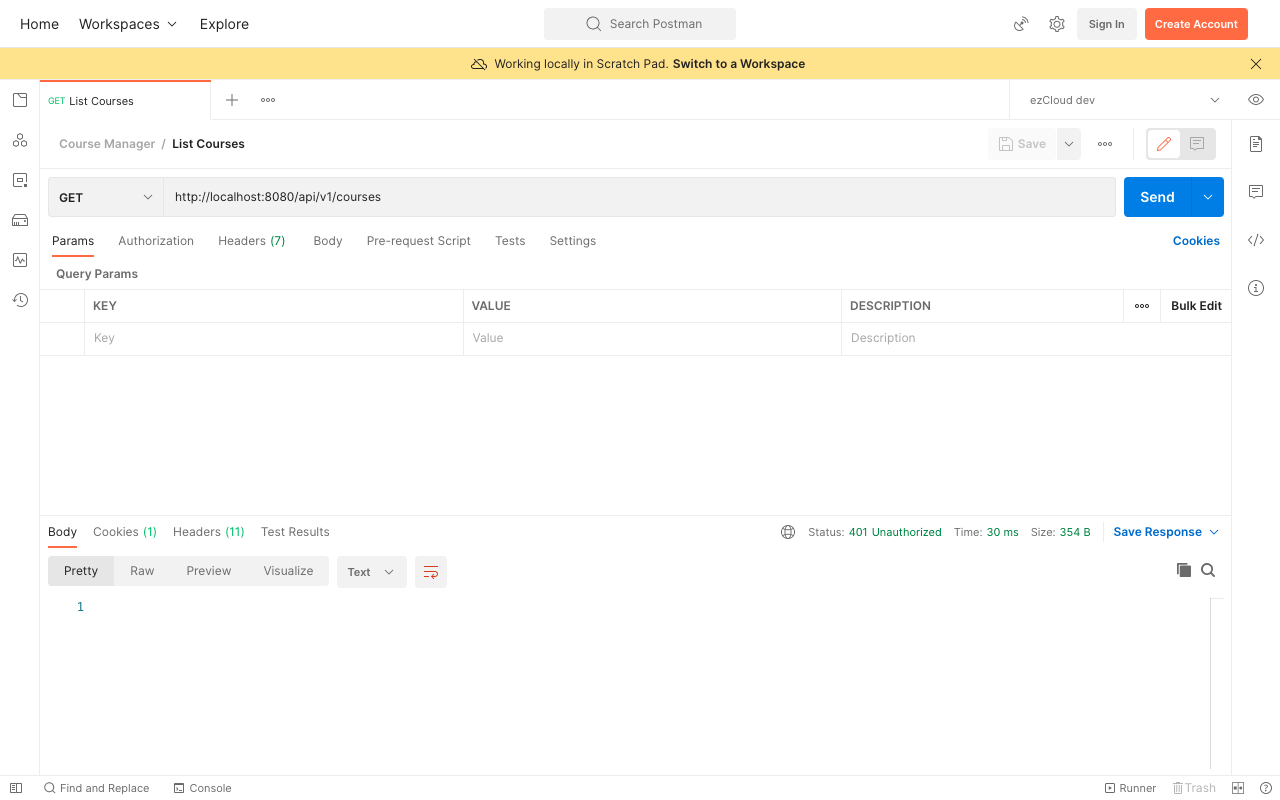 Home Workspaces Explore Search Postman Sign In Create Account
Working locally in Scratch Pad. Switch to a Workspace
GET List Courses ezCloud dev
Course Manager / List Courses Save
GET http://localhost:8080/api/v1/courses Send
Params Authorization Headers (7) Body Pre-request Script Tests Settings Cookies
Query Params
KEY VALUE DESCRIPTION Bulk Edit
Key Value Description
Body Cookies (1) Headers (11) Test Results Status: 401 Unauthorized Time: 30 ms Size: 354 B Save Response
Pretty Raw Preview Visualize Text
1
Find and Replace Console Runner Trash